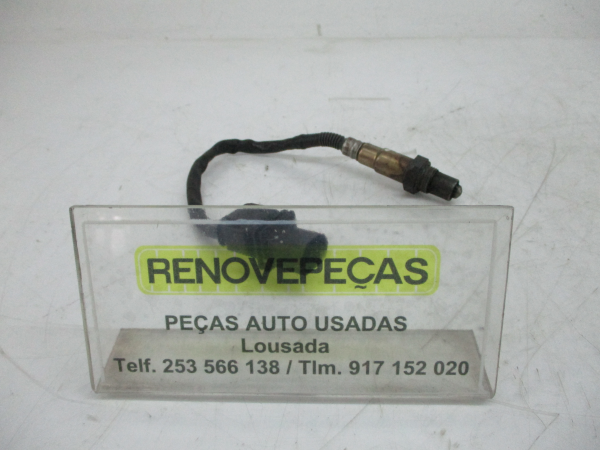 RENOVEPEÇAS
PEÇAS AUTO USADAS
Lousada
Telf. 253 566 138 / Tlm. 917 152 020